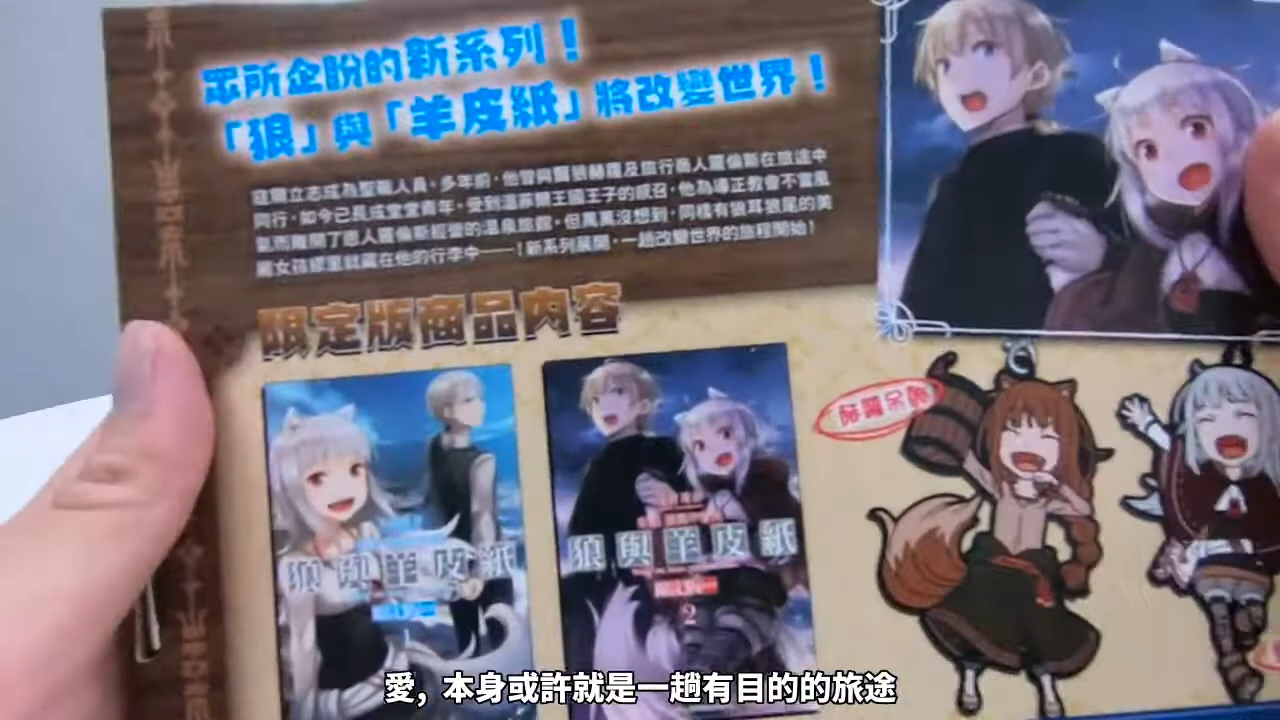 眾所企盼的新系列！
「狼」與「羊皮紙」將改變世界！
寇爾立志成為聖職人員，多年前，他曾與賢狼赫蘿及旅行商人羅倫斯在旅途中
同行，如今已長成堂堂青年，受到溫菲爾王國王子的感召，他為導正教會不當風
氣而離開了恩人羅倫斯經營的溫泉旅館，但萬萬沒想到，同樣有狼耳狼尾的美
麗女孩繆里就藏在他的行李中──！新系列展開，一趟改變世界的旅程開始！
限定版商品內容
狼與羊皮紙
狼與羊皮紙
2
愛，本身或許就是一趟有目的的旅途